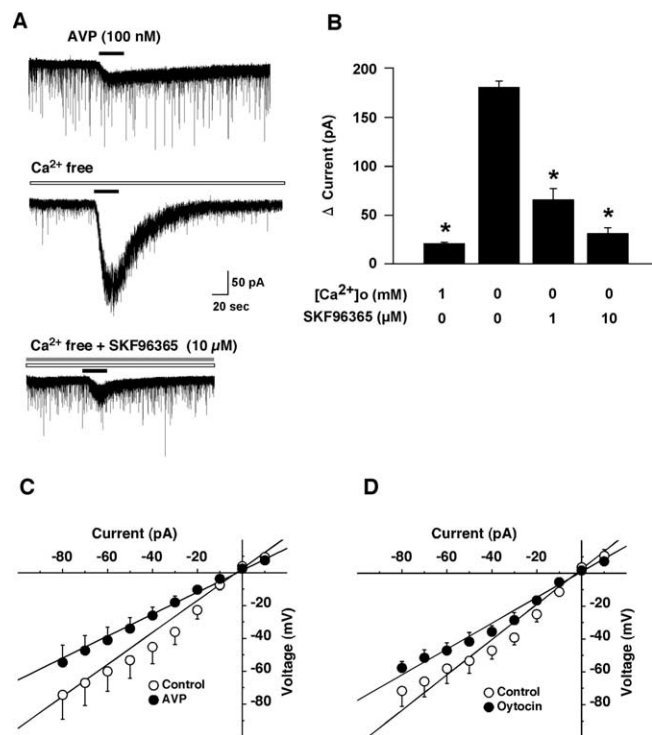 A
AVP (100 nM)
Ca2+ free
50 pA
20 sec
Ca2+ free + SKF96365 (10 µM)
B
200
150
100
50
0
Δ Current (pA)
*
*
*
[Ca2+]o (mM) 1 0 0 0
SKF96365 (µM) 0 0 1 10
C
Current (pA)
-80 -60 -40 -20
-20
-40
-60
-80
Voltage (mV)
Control
AVP
D
Current (pA)
-80 -60 -40 -20
-20
-40
-60
-80
Voltage (mV)
Control
Oytocin